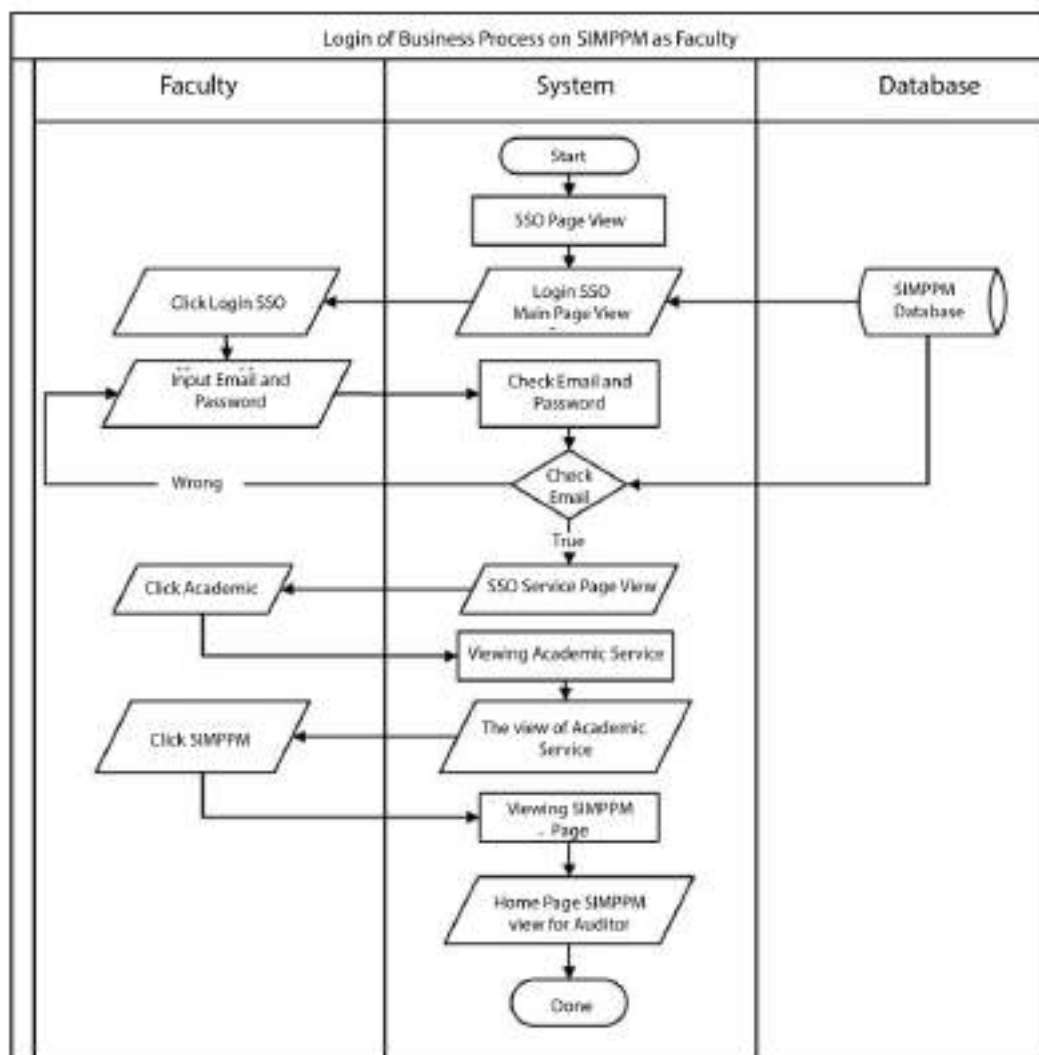 Login of Business Process on SIMPPM as Faculty
Faculty
System
Database
Start
SSO Page View
Click Login SSO
Login SSO
Main Page View
SIMPPM
Database
Input Email and
Password
Check Email and
Password
Wrong
Check
Email
True
Click Academic
SSO Service Page View
Viewing Academic Service
Click SIMPPM
The view of Academic
Service
Viewing SIMPPM
Page
Home Page SIMPPM
view for Auditor
Done